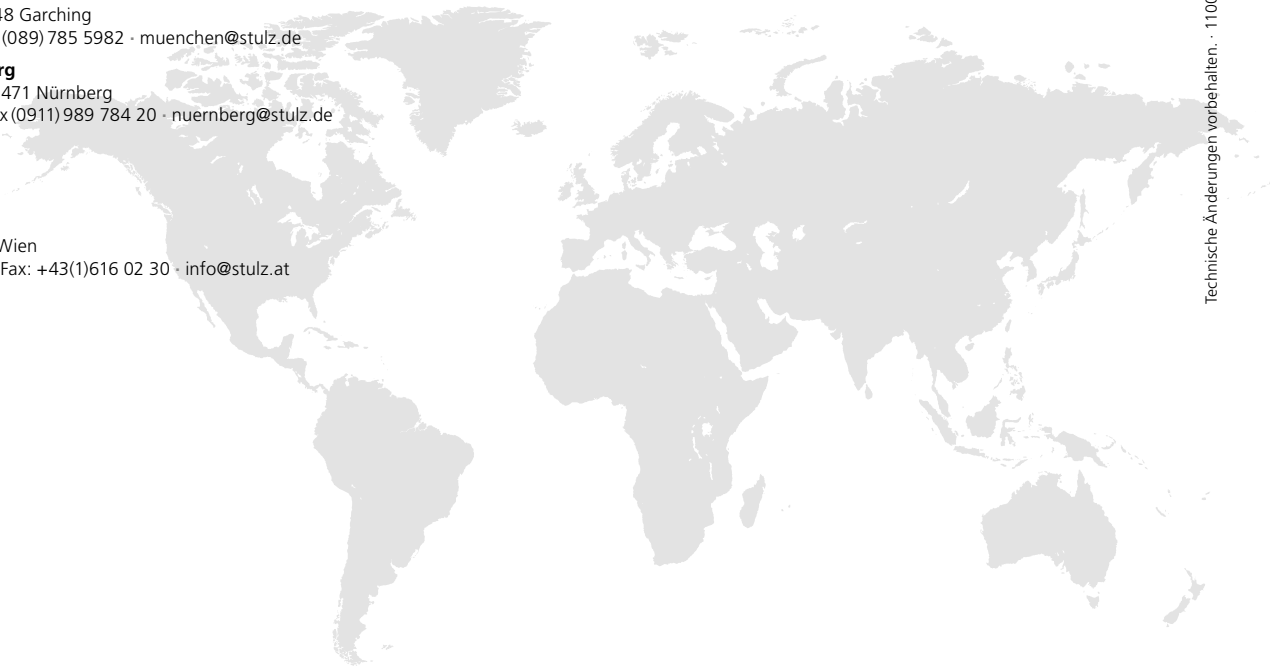 48 Garching
(089) 785 5982 · muenchen@stulz.de
rg
471 Nürnberg
x (0911) 989 784 20 · nuernberg@stulz.de
Wien
Fax: +43(1)616 02 30 · info@stulz.at
Technische Änderungen vorbehalten. · 1100